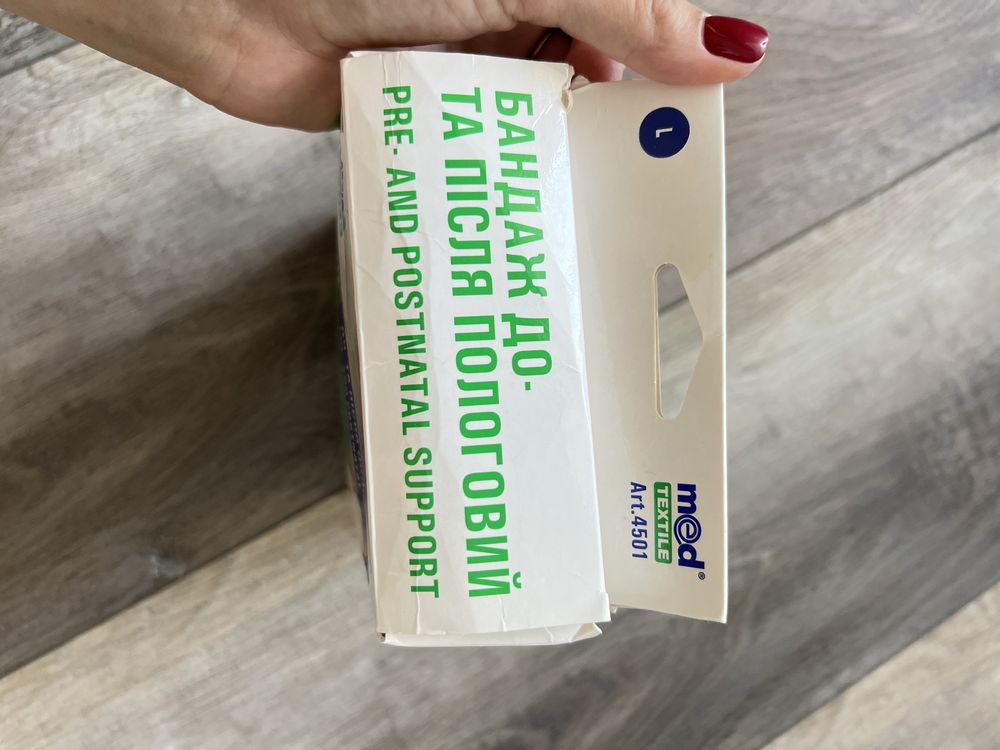 L
med®
TEXTILE
Art.4501
БАНДАЖ ДО-
ТА ПІСЛЯ ПОЛОГОВИЙ
PRE- AND POSTNATAL SUPPORT